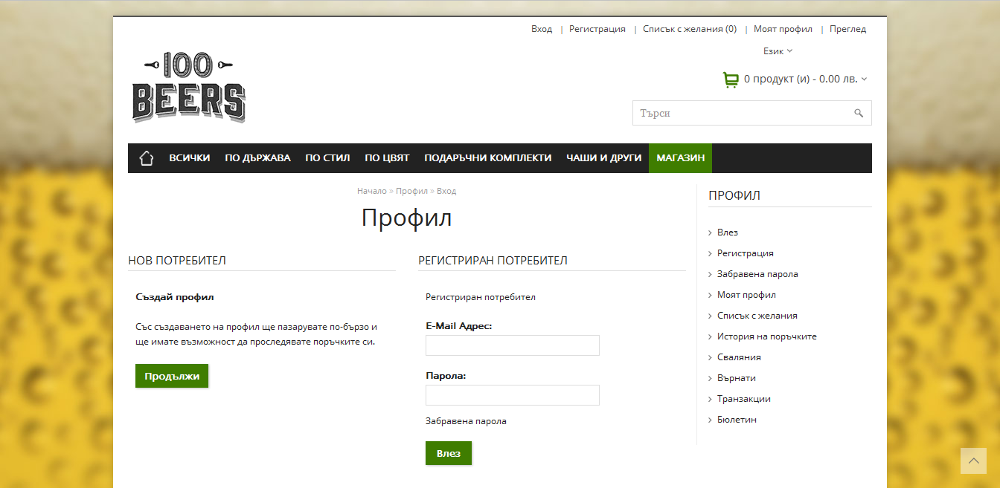 Вход | Регистрация | Списък с желания (0) | Моят профил | Преглед
Език
0 продукт (и) - 0.00 лв.
100
BEERS
Търси
ВСИЧКИ ПО ДЪРЖАВА ПО СТИЛ ПО ЦВЯТ ПОДАРЪЧНИ КОМПЛЕКТИ ЧАШИ И ДРУГИ МАГАЗИН
Начало » Профил » Вход
Профил
НОВ ПОТРЕБИТЕЛ
Създай профил
Със създаването на профил ще пазарувате по-бързо и
ще имате възможност да проследявате поръчките си.
Продължи
РЕГИСТРИРАН ПОТРЕБИТЕЛ
Регистриран потребител
E-Mail Адрес:
Парола:
Забравена парола
Влез
ПРОФИЛ
Влез
Регистрация
Забравена парола
Моят профил
Списък с желания
История на поръчките
Сваляния
Върнати
Транзакции
Бюлетин